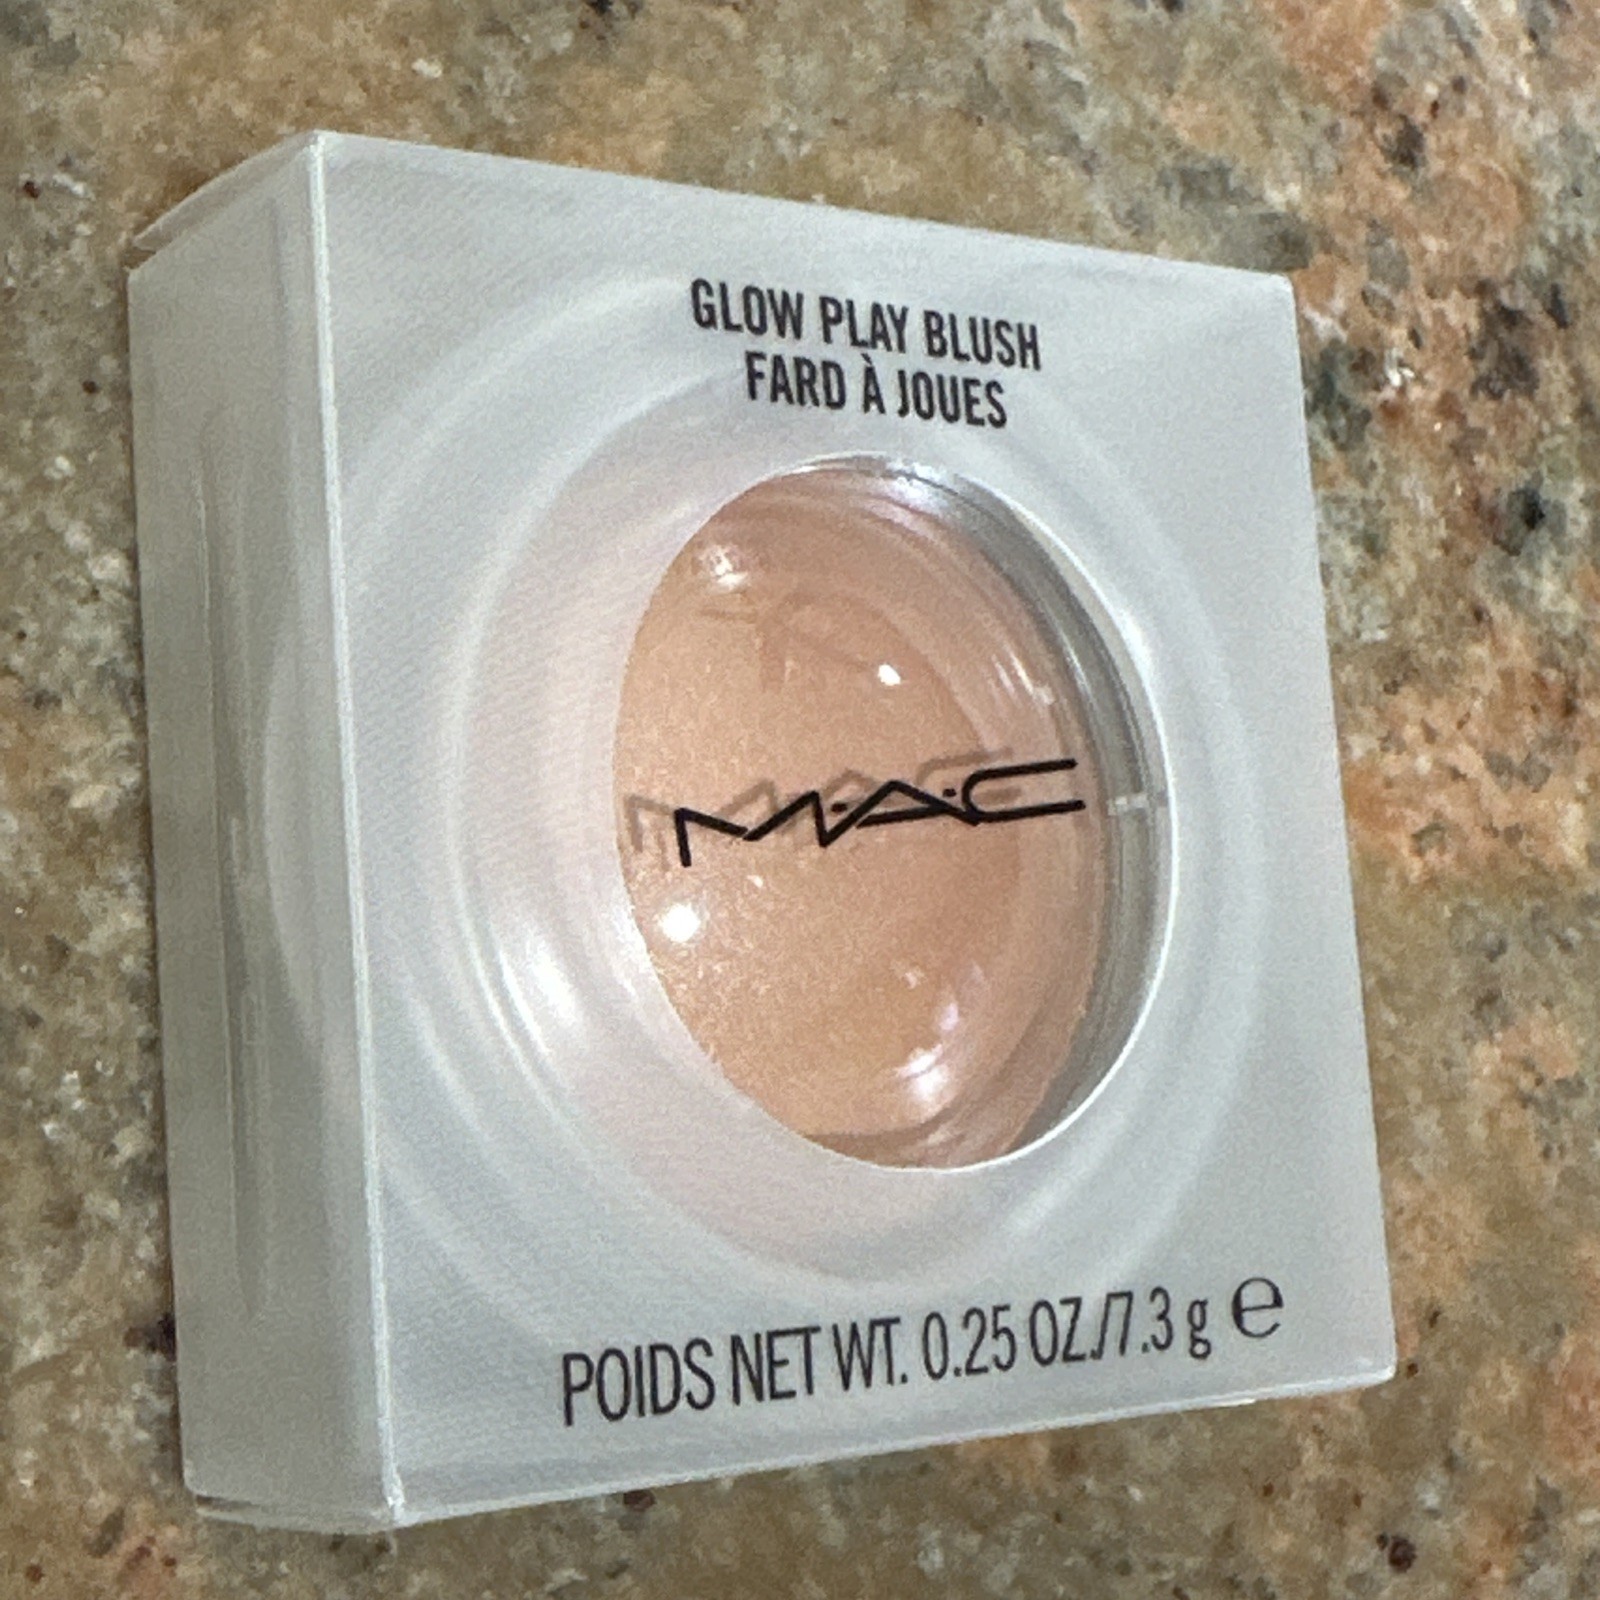 GLOW PLAY BLUSH
FARD À JOUES
M·A·C
POIDS NET WT. 0.25 OZ./7.3 g e